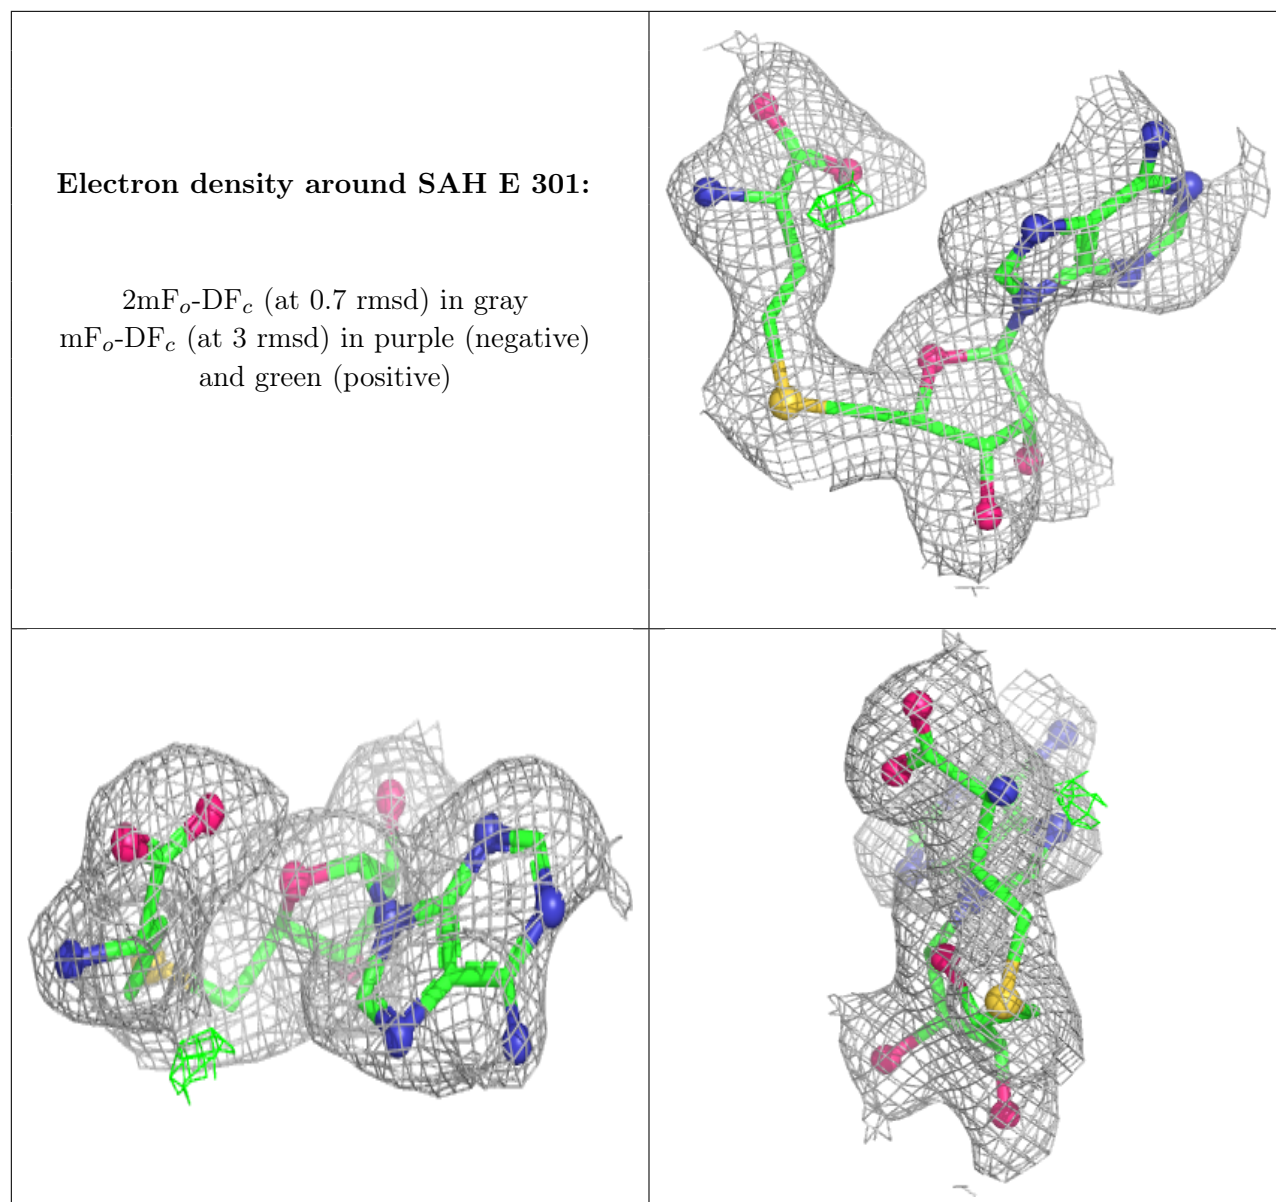 Electron density around SAH E 301:
2mFo-DFc (at 0.7 rmsd) in gray
mFo-DFc (at 3 rmsd) in purple (negative)
and green (positive)